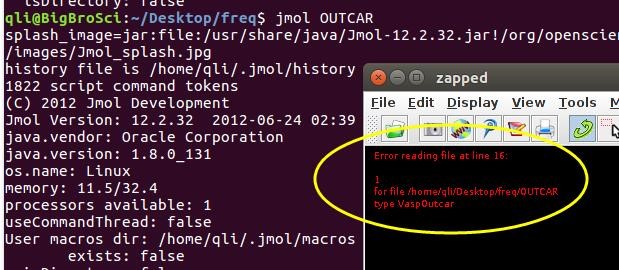 isDirectory: false
qli@BigBroSci:~/Desktop/freq$ jmol OUTCAR
splash_image=jar:file:/usr/share/java/Jmol-12.2.32.jar!/org/openscien
/images/Jmol_splash.jpg
history file is /home/qli/.jmol/history
1822 script command tokens
(C) 2012 Jmol Development
Jmol Version: 12.2.32  2012-06-24 02:39
java.vendor: Oracle Corporation
java.version: 1.8.0_131
os.name: Linux
memory: 11.5/32.4
processors available: 1
useCommandThread: false
User macros dir: /home/qli/.jmol/macros
exists: false
zapped
File Edit Display View Tools M
Error reading file at line 16:
1
for file /home/qli/Desktop/freq/OUTCAR
type VaspOutcar